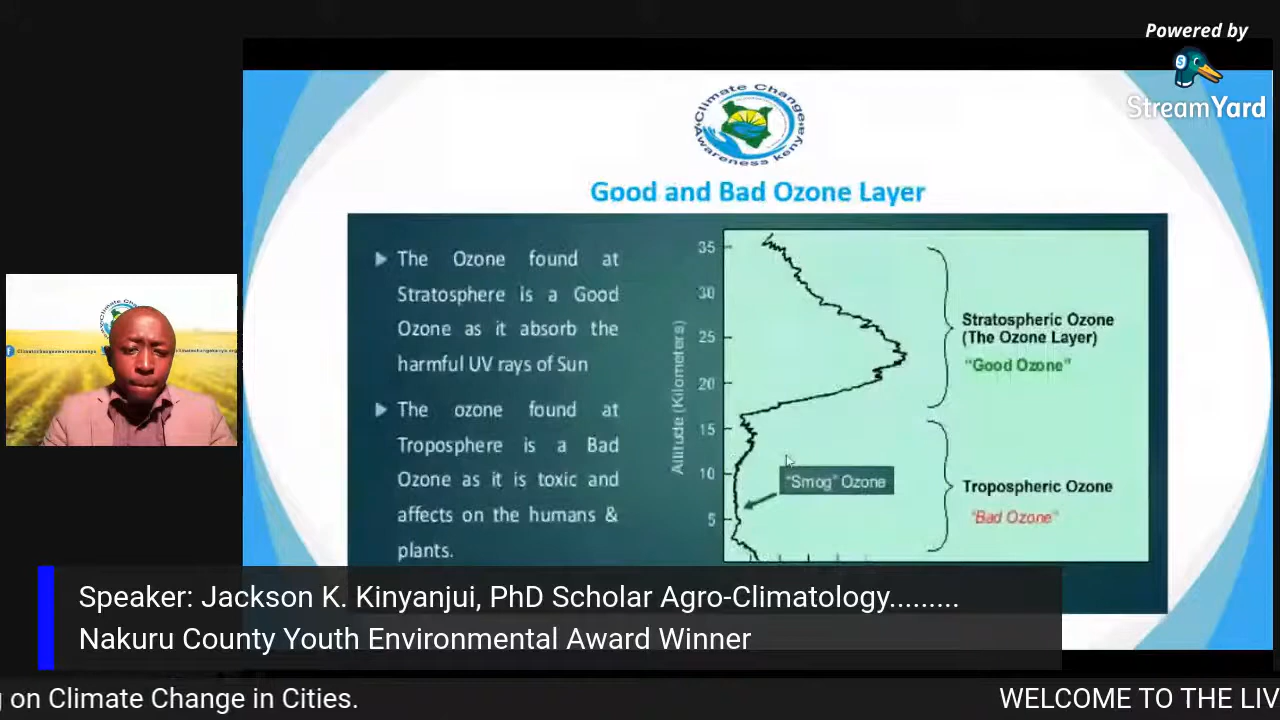 Powered by
StreamYard
Climate Change
Awareness kenya
Good and Bad Ozone Layer
The Ozone found at
Stratosphere is a Good
Ozone as it absorb the
harmful UV rays of Sun
The ozone found at
Troposphere is a Bad
Ozone as it is toxic and
affects on the humans &
plants.
Altitude (Kilometers)
35
30
25
20
15
10
5
"Smog" Ozone
Stratospheric Ozone
(The Ozone Layer)
"Good Ozone"
Tropospheric Ozone
"Bad Ozone"
Speaker: Jackson K. Kinyanjui, PhD Scholar Agro-Climatology.........
Nakuru County Youth Environmental Award Winner
g on Climate Change in Cities.
WELCOME TO THE LIV